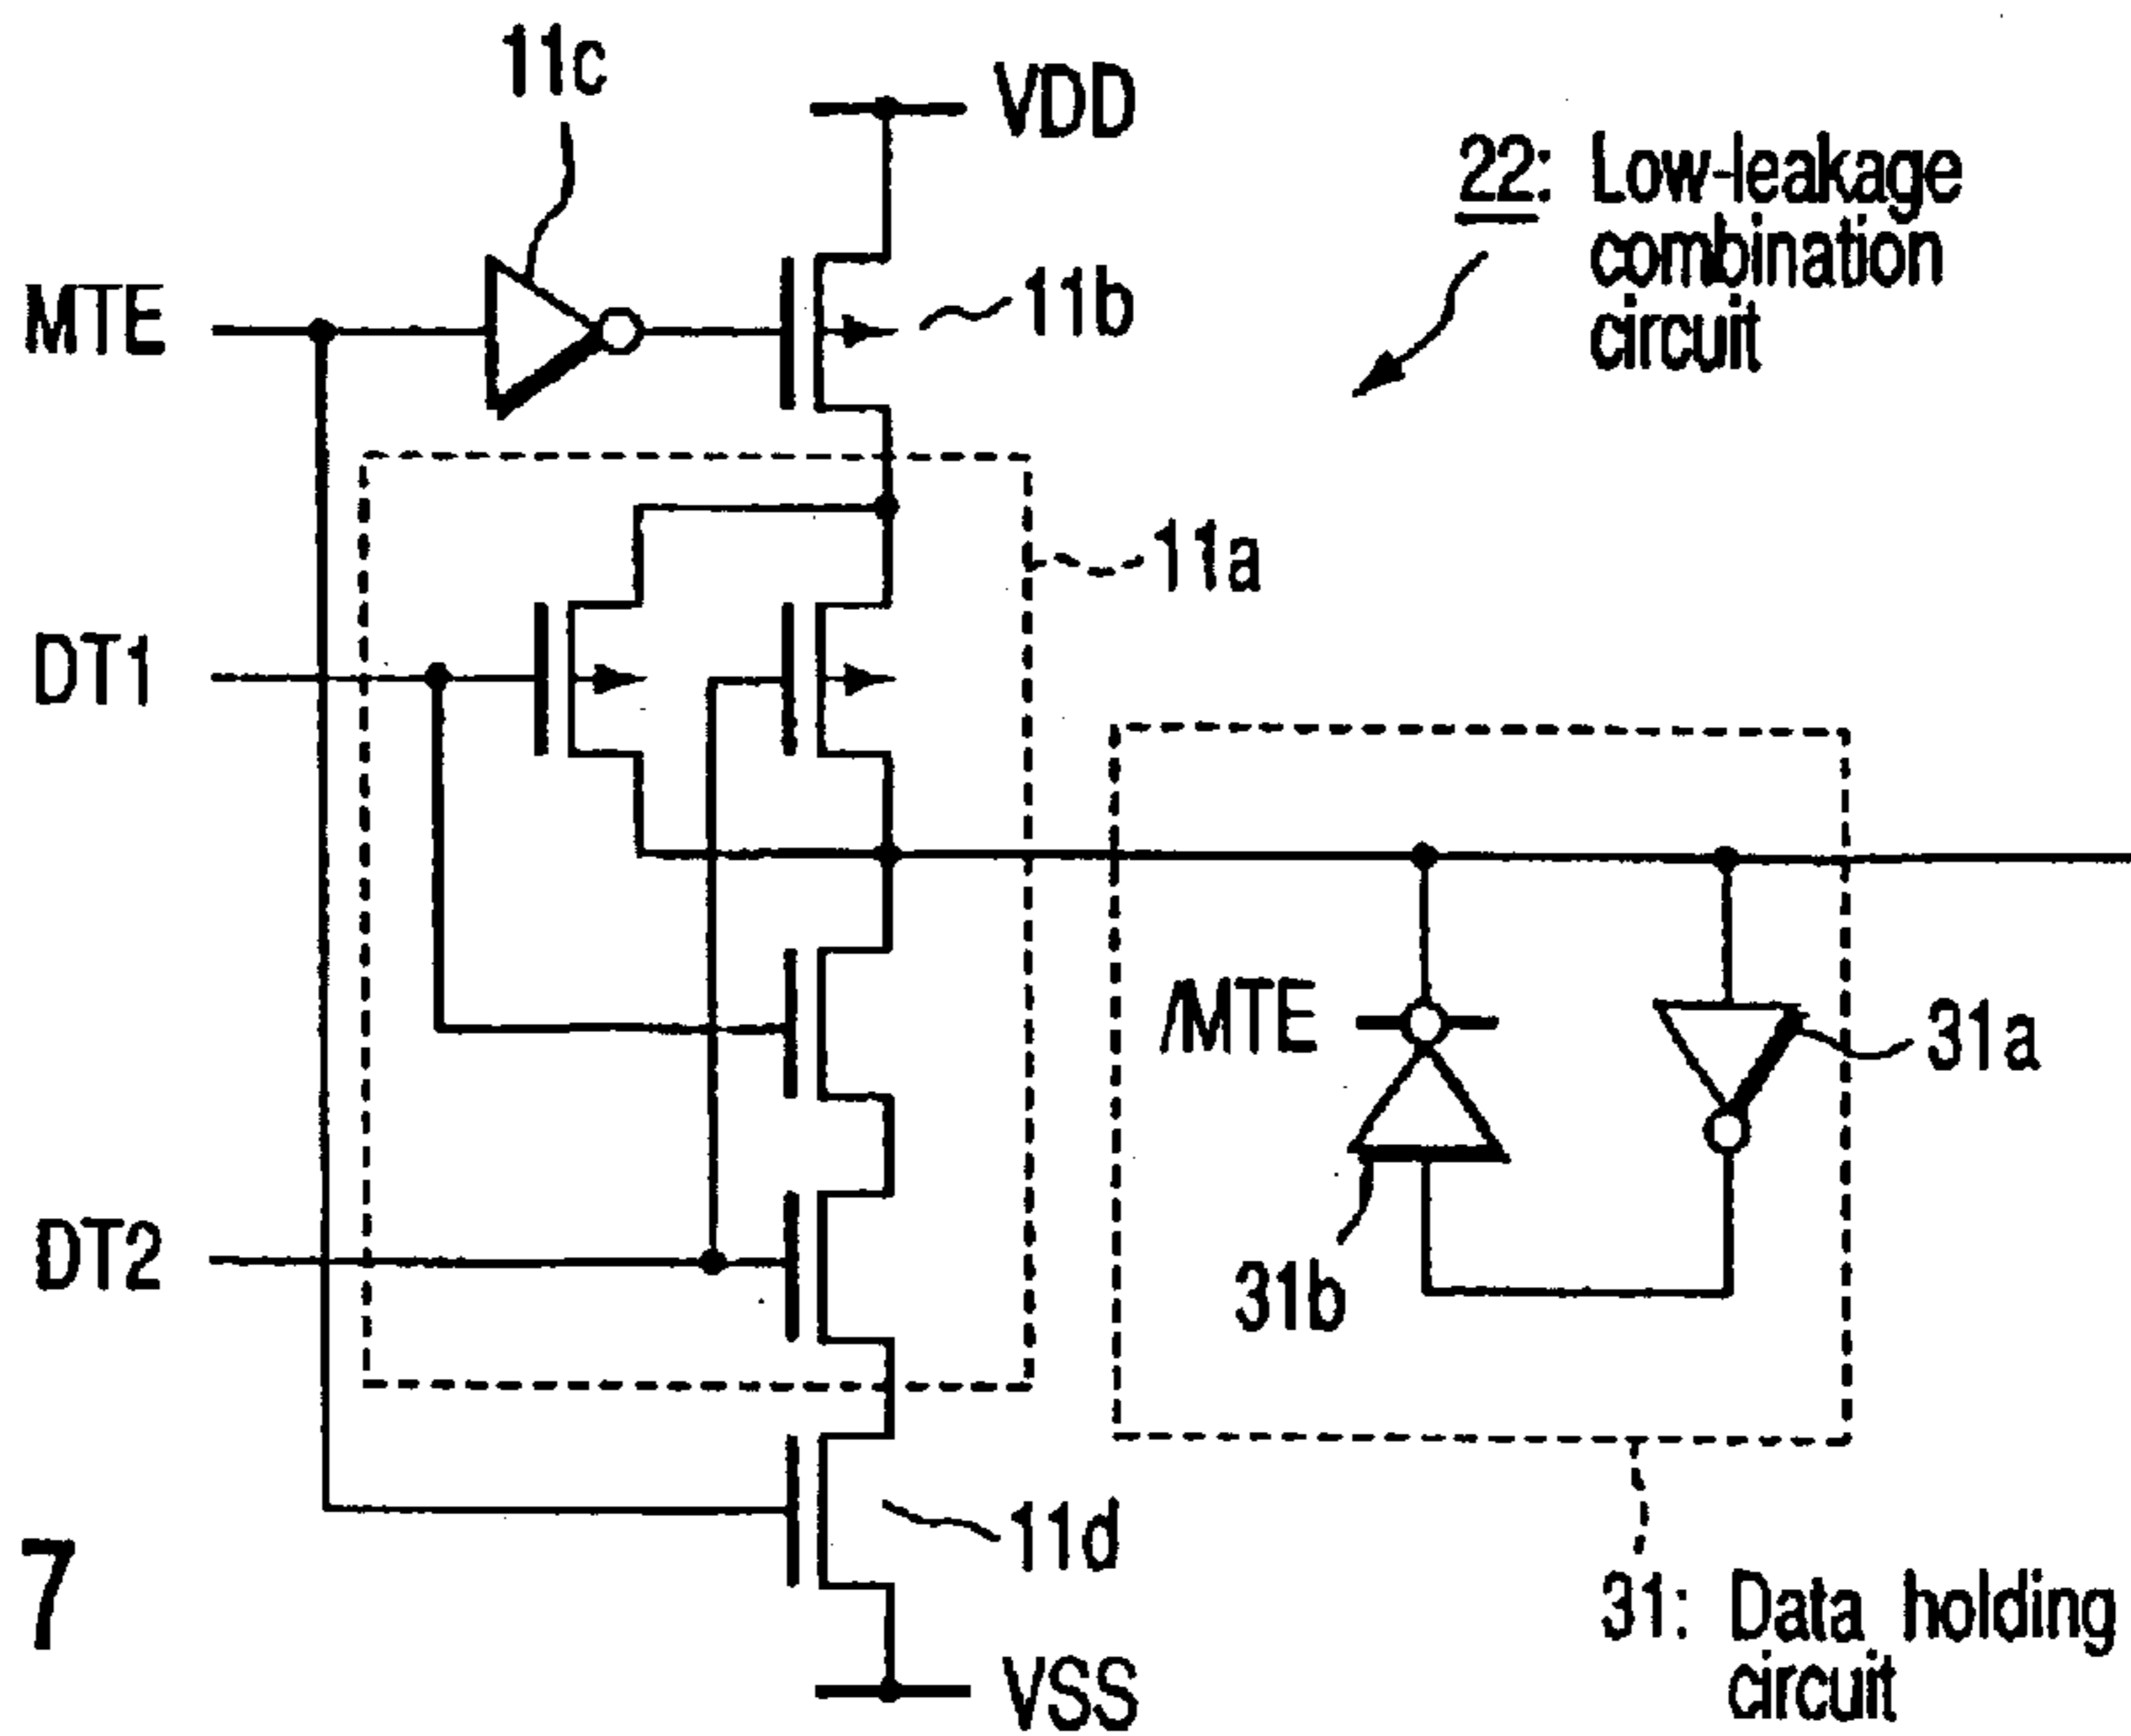 11c
VDD
22: Low-leakage
combination
circuit
MTE
11b
11a
DT1
/MTE
31a
DT2
31b
11d
7
31: Data holding
circuit
VSS